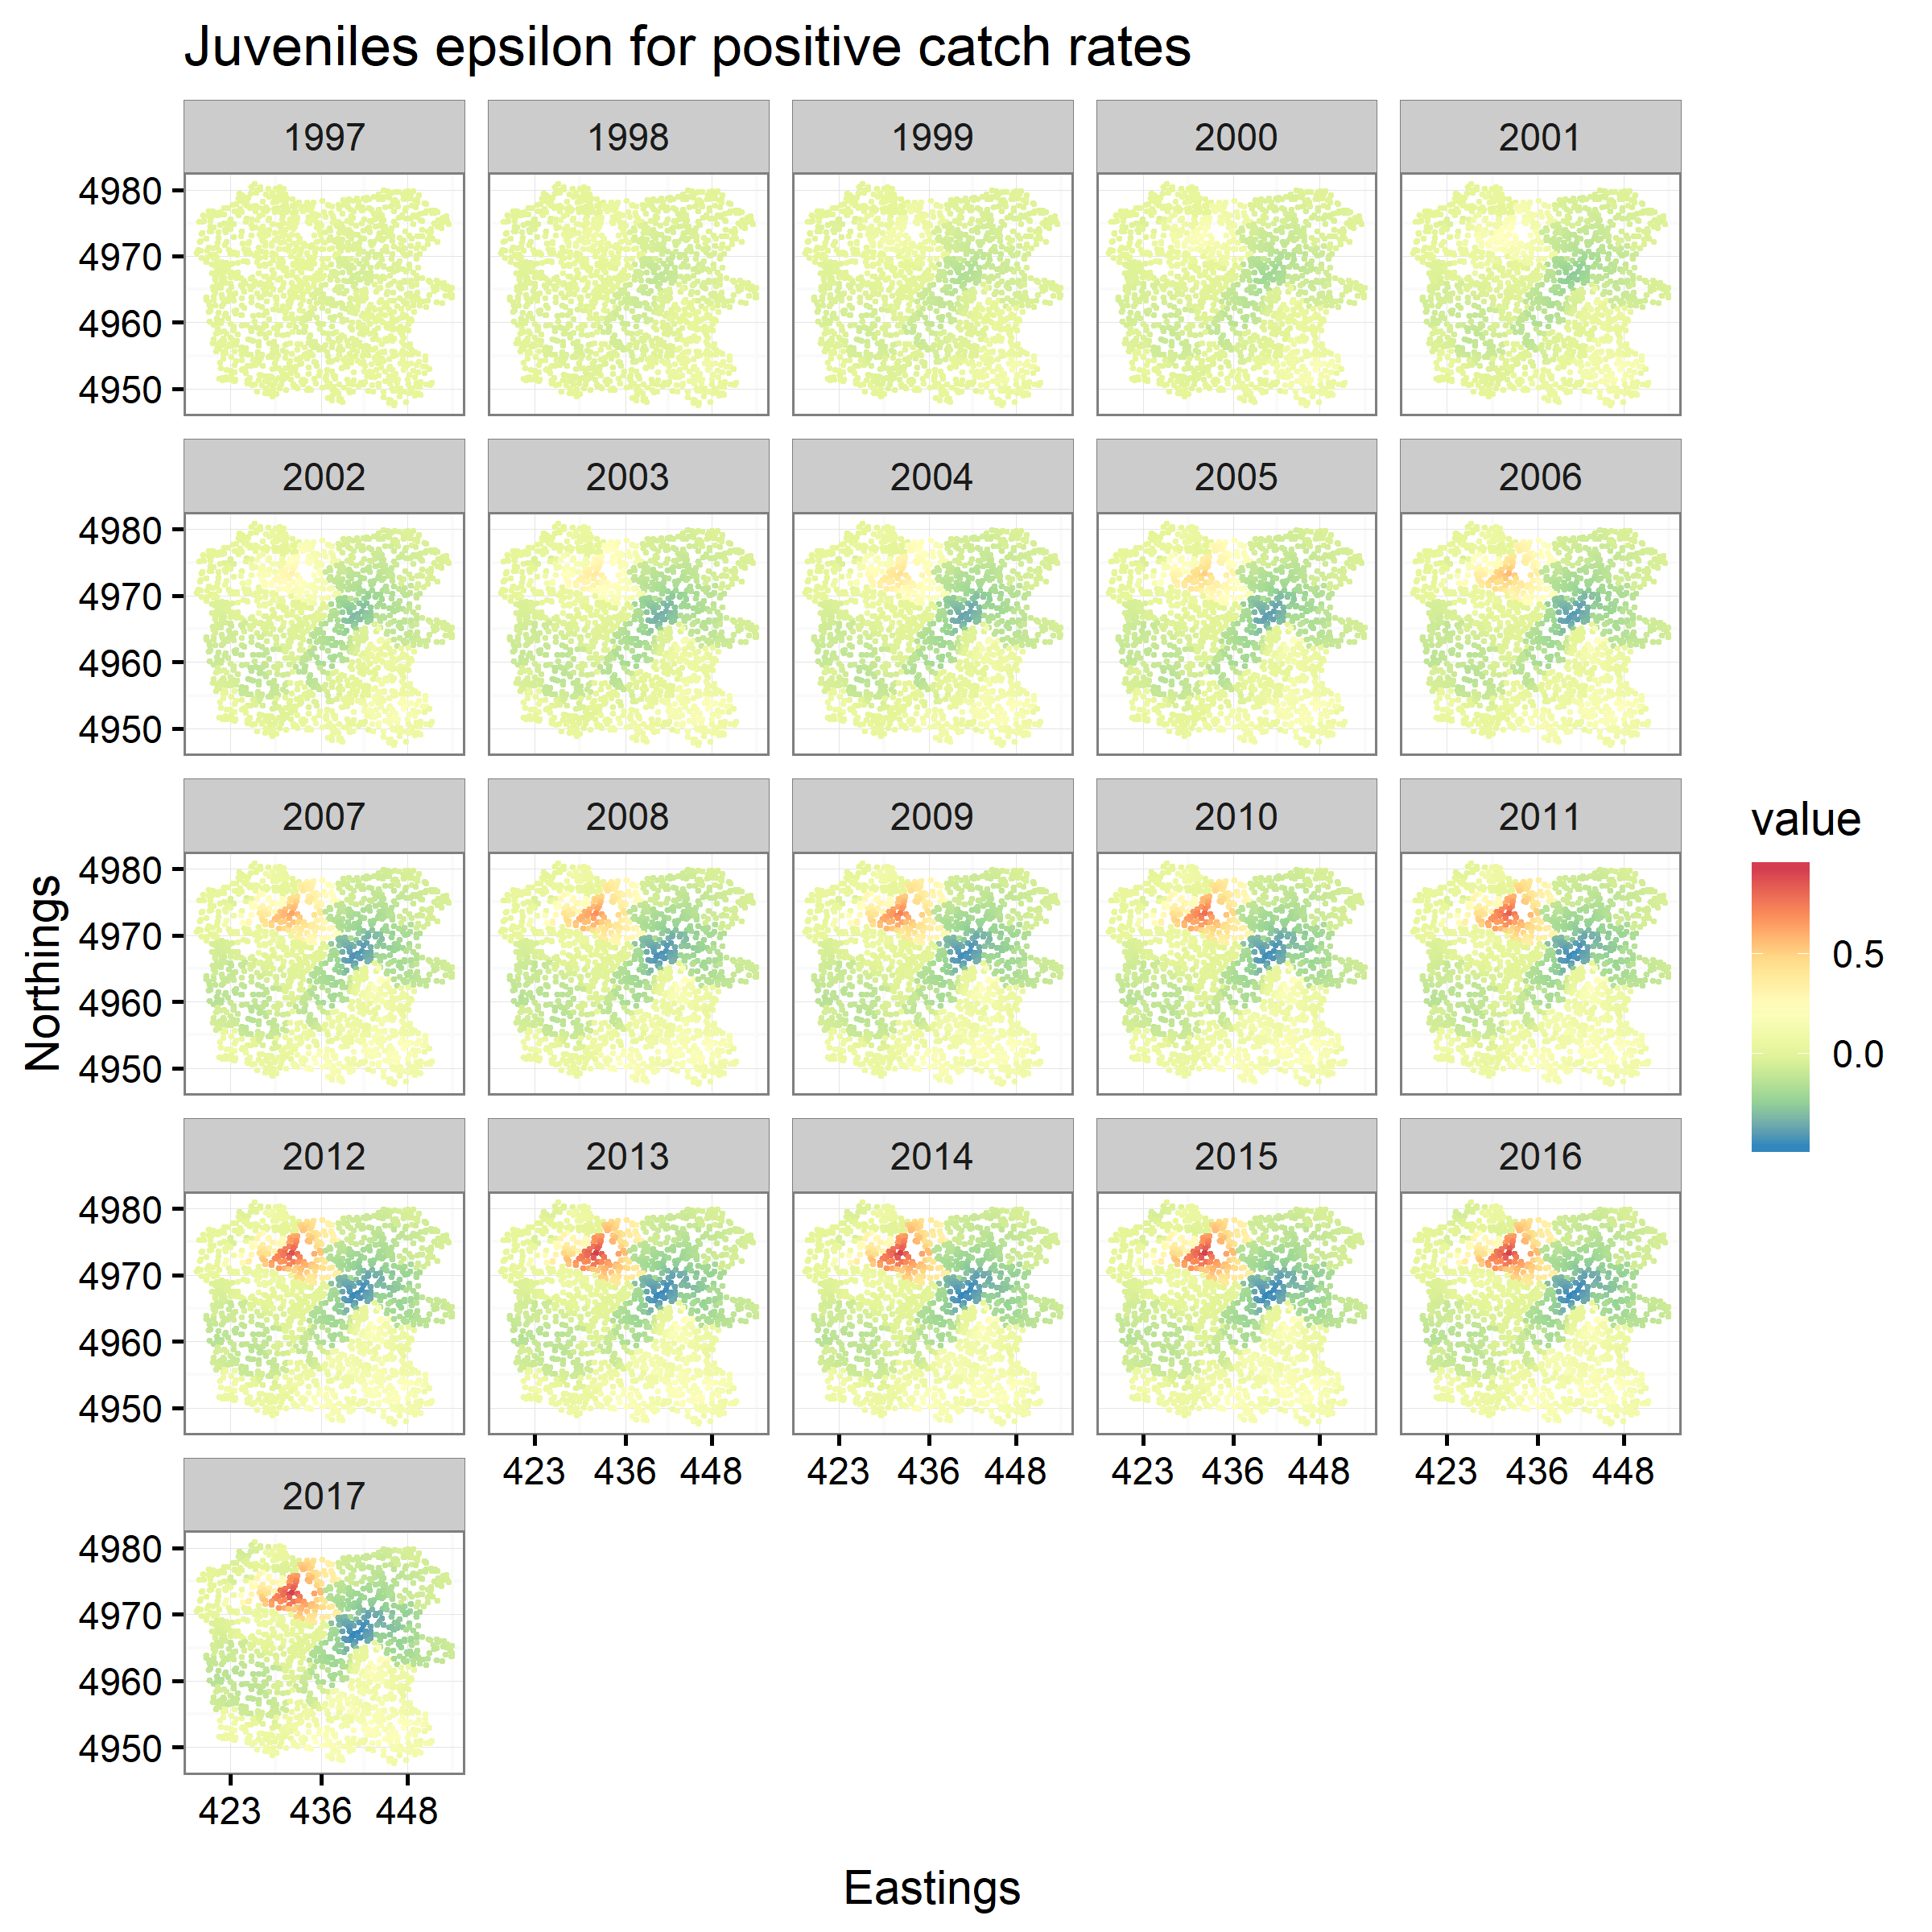 Juveniles epsilon for positive catch rates
1997 1998 1999 2000 2001
4980
4970
4960
4950
2002 2003 2004 2005 2006
4980
4970
4960
4950
2007 2008 2009 2010 2011
4980
4970
4960
4950
2012 2013 2014 2015 2016
4980
4970
4960
4950
423 436 448 423 436 448 423 436 448 423 436 448
2017
4980
4970
4960
4950
423 436 448
Eastings
Northings
value
0.5
0.0